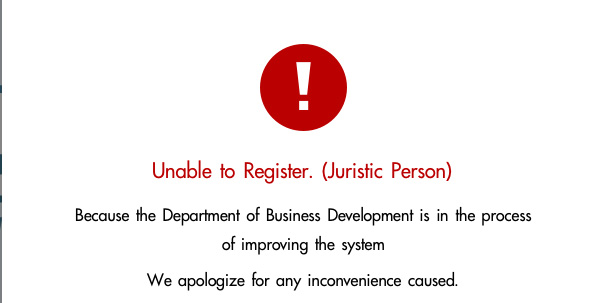 !
Unable to Register. (Juristic Person)
Because the Department of Business Development is in the process
of improving the system
We apologize for any inconvenience caused.